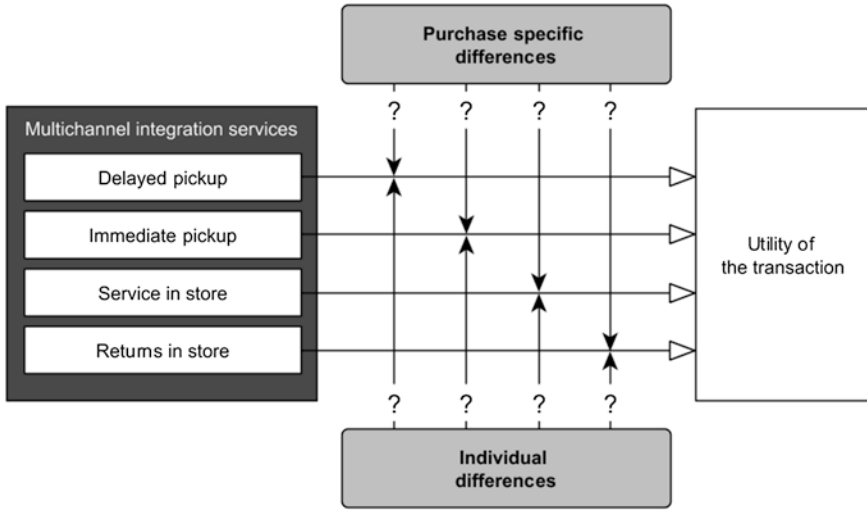 Purchase specific
differences
? ? ? ?
Multichannel integration services
Delayed pickup
Immediate pickup
Service in store
Returns in store
Utility of
the transaction
? ? ? ?
Individual
differences